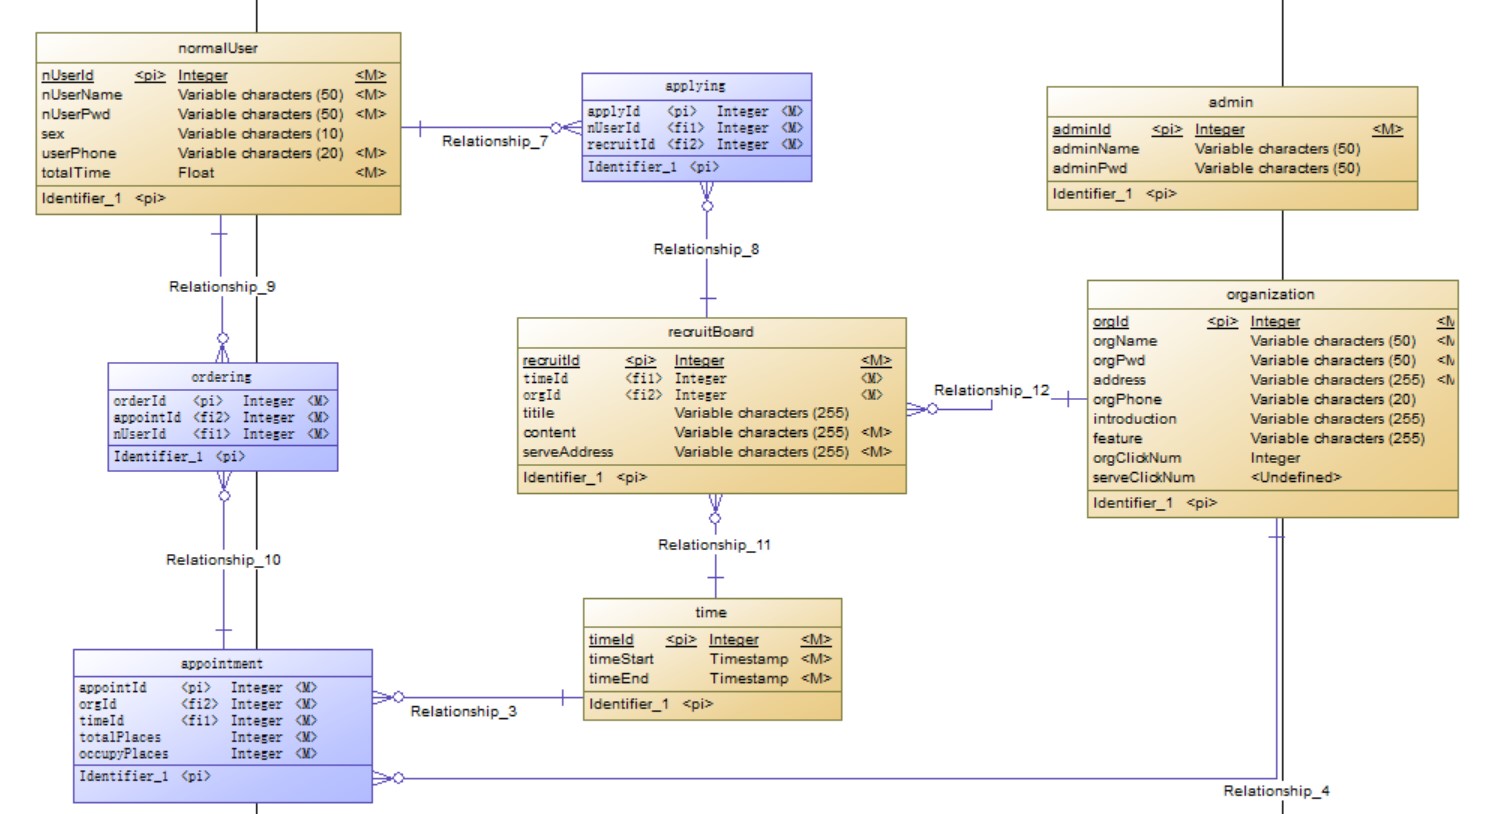 normalUser
nUserId <pi> Integer <M>
nUserName Variable characters (50) <M>
nUserPwd Variable characters (50) <M>
sex Variable characters (10)
userPhone Variable characters (20) <M>
totalTime Float <M>
Identifier_1 <pi>
Relationship_7
applying
applyId <pi> Integer <M>
nUserId <fi1> Integer <M>
recruitId <fi2> Integer <M>
Identifier_1 <pi>
admin
adminId <pi> Integer <M>
adminName Variable characters (50)
adminPwd Variable characters (50)
Identifier_1 <pi>
Relationship_9
Relationship_8
ordering
orderId <pi> Integer <M>
appointId <fi2> Integer <M>
nUserId <fi1> Integer <M>
Identifier_1 <pi>
recruitBoard
recruitId <pi> Integer <M>
timeId <fi1> Integer <M>
orgId <fi2> Integer <M>
titile Variable characters (255)
content Variable characters (255) <M>
serveAddress Variable characters (255) <M>
Identifier_1 <pi>
Relationship_12
organization
orgId <pi> Integer <M
orgName Variable characters (50) <M
orgPwd Variable characters (50) <M
address Variable characters (255) <M
orgPhone Variable characters (20)
introduction Variable characters (255)
feature Variable characters (255)
orgClickNum Integer
serveClickNum <Undefined>
Identifier_1 <pi>
Relationship_10
Relationship_11
appointment
appointId <pi> Integer <M>
orgId <fi2> Integer <M>
timeId <fi1> Integer <M>
totalPlaces Integer <M>
occupyPlaces Integer <M>
Identifier_1 <pi>
Relationship_3
time
timeId <pi> Integer <M>
timeStart Timestamp <M>
timeEnd Timestamp <M>
Identifier_1 <pi>
Relationship_4